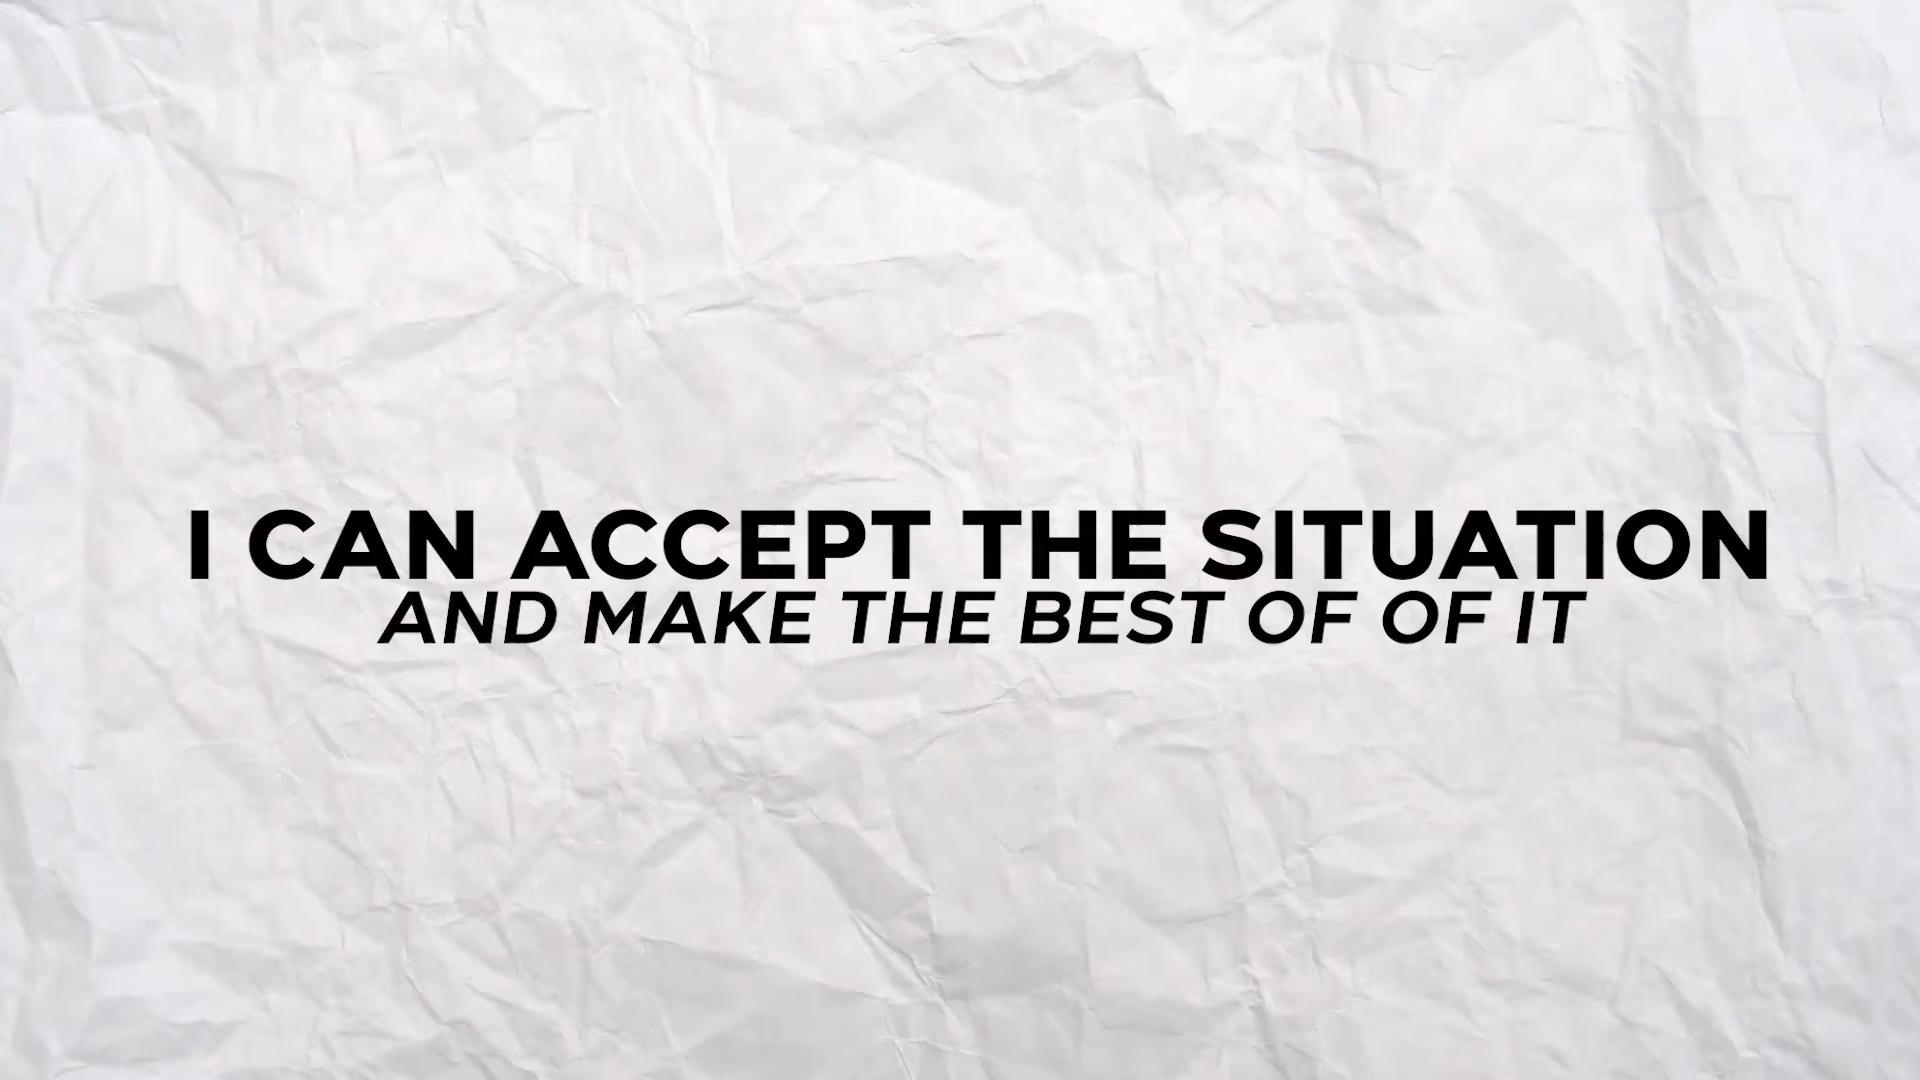 I CAN ACCEPT THE SITUATION
AND MAKE THE BEST OF OF IT